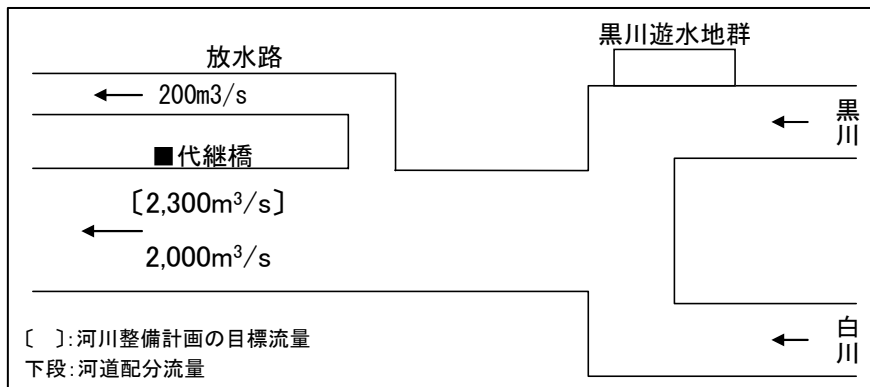 放水路
黒川遊水地群
200m3/s
黒川
■代継橋
〔2,300m³/s〕
2,000m³/s
〔　〕:河川整備計画の目標流量
下段:河道配分流量
白川